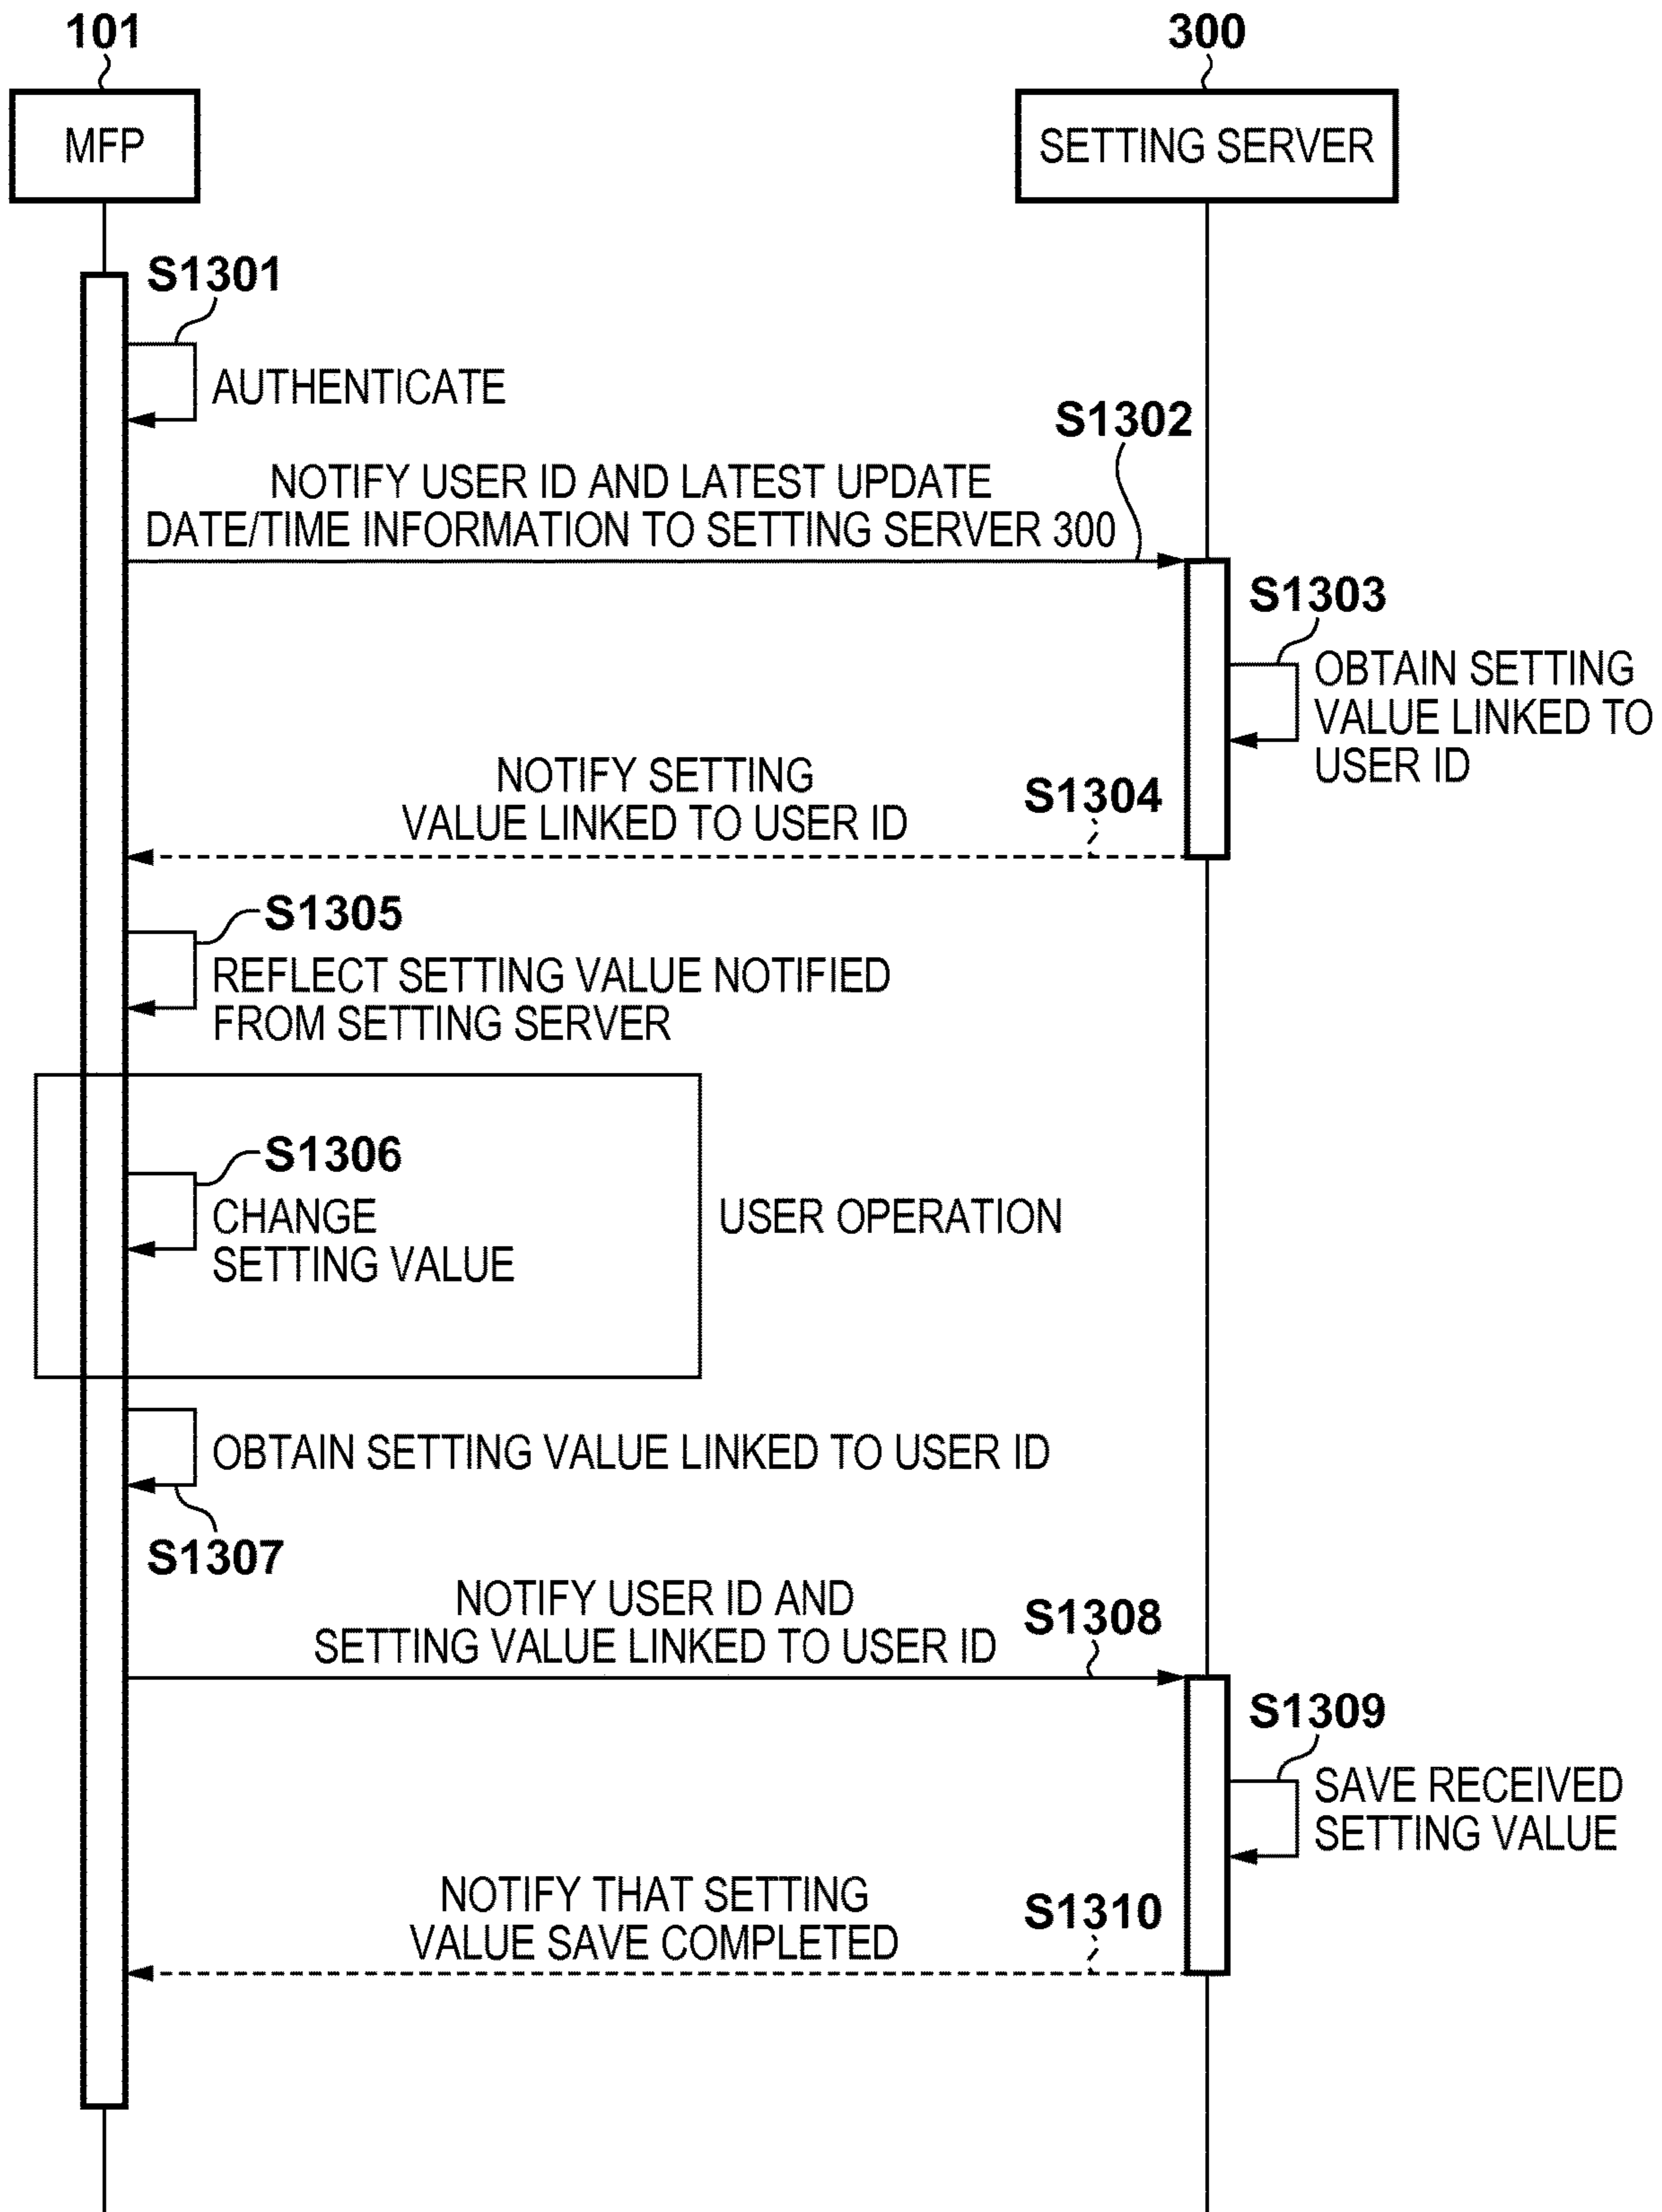 101
300
MFP
SETTING SERVER
S1301
AUTHENTICATE
S1302
NOTIFY USER ID AND LATEST UPDATE
DATE/TIME INFORMATION TO SETTING SERVER 300
S1303
OBTAIN SETTING
VALUE LINKED TO
USER ID
NOTIFY SETTING
VALUE LINKED TO USER ID
S1304
S1305
REFLECT SETTING VALUE NOTIFIED
FROM SETTING SERVER
S1306
CHANGE
SETTING VALUE
USER OPERATION
OBTAIN SETTING VALUE LINKED TO USER ID
S1307
NOTIFY USER ID AND
SETTING VALUE LINKED TO USER ID
S1308
S1309
SAVE RECEIVED
SETTING VALUE
NOTIFY THAT SETTING
VALUE SAVE COMPLETED
S1310